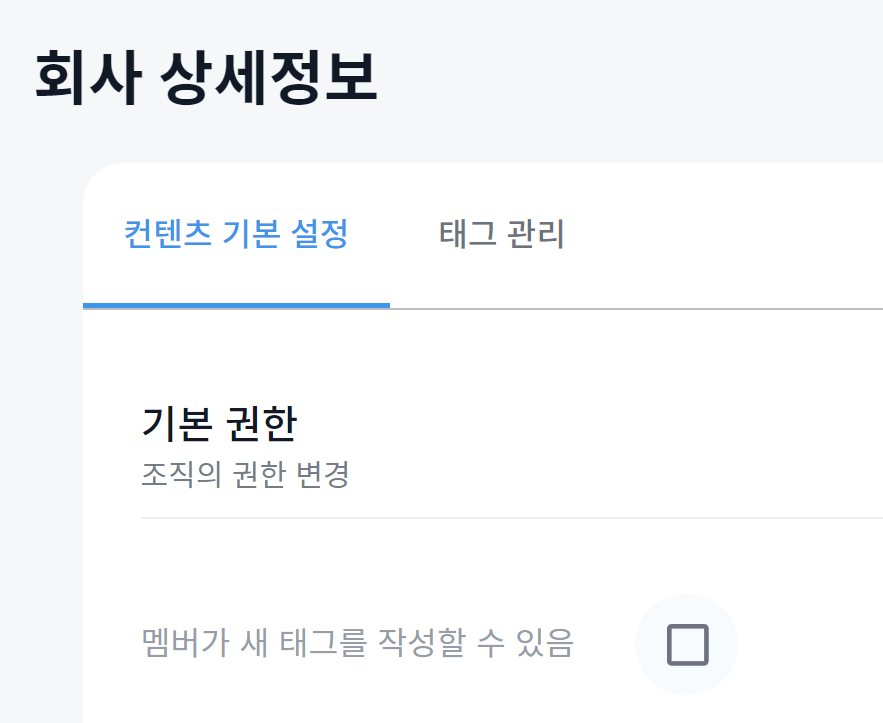 회사 상세정보
컨텐츠 기본 설정 태그 관리
기본 권한
조직의 권한 변경
멤버가 새 태그를 작성할 수 있음